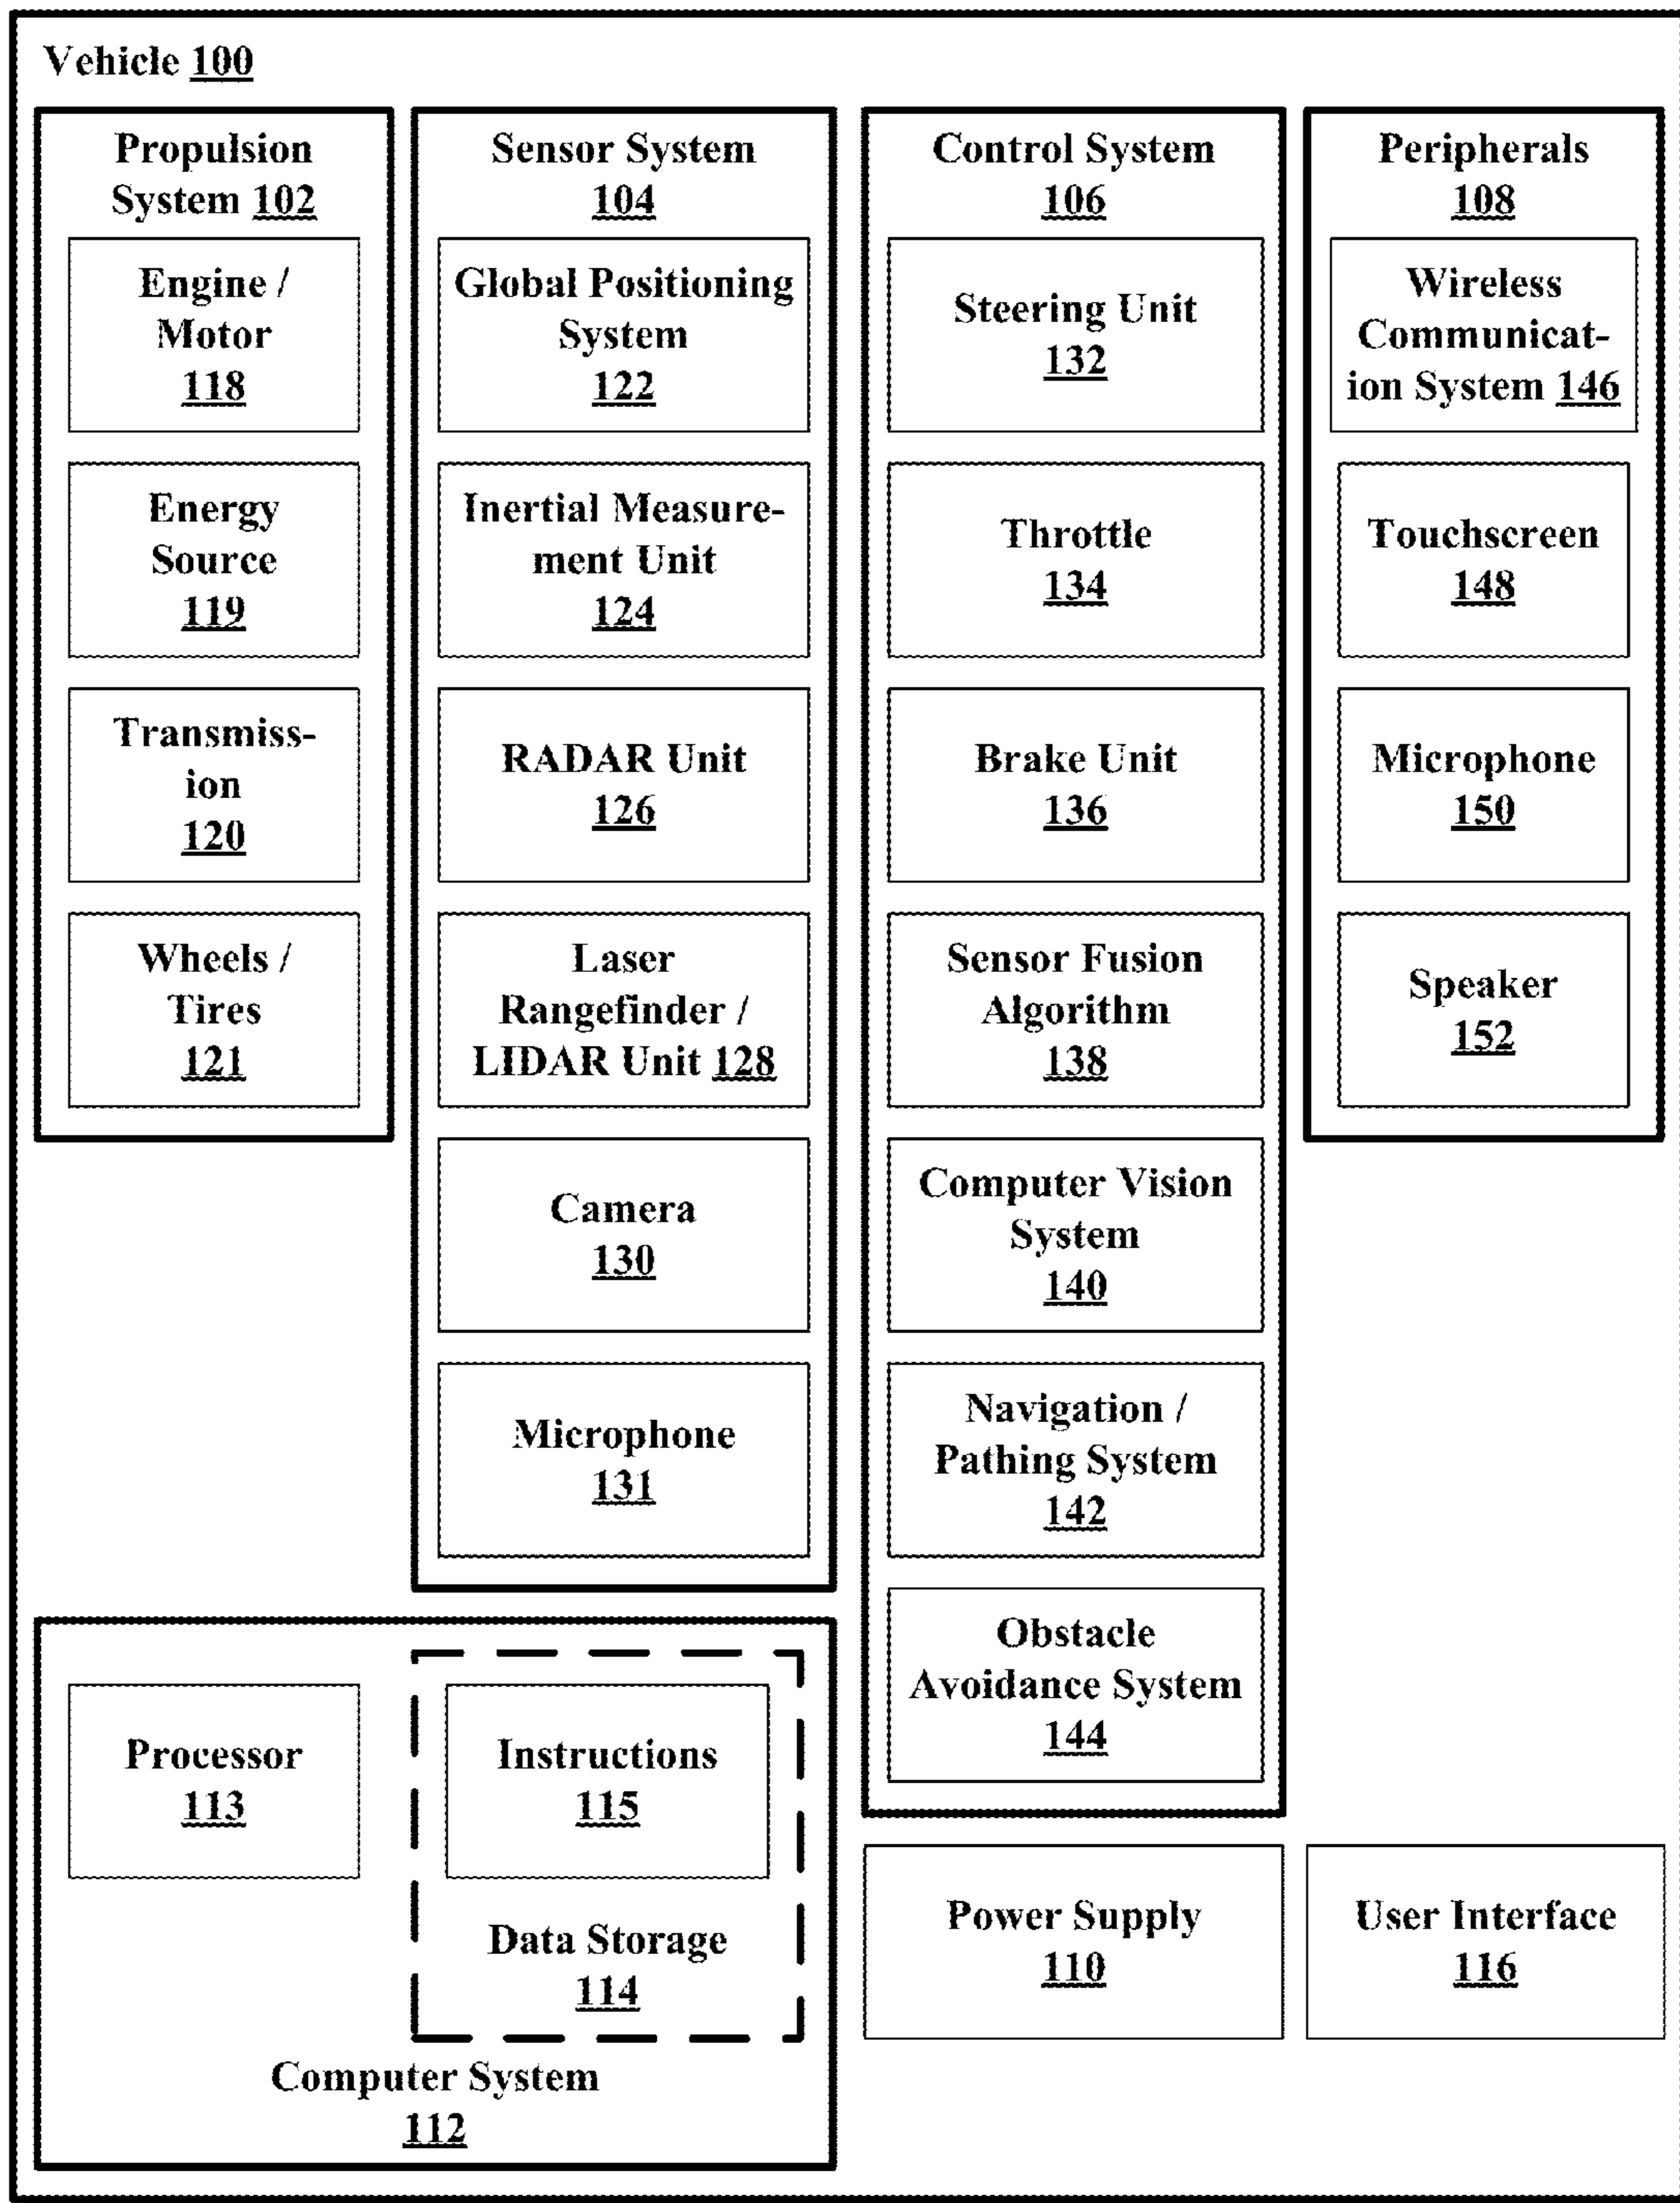 Vehicle 100
Propulsion
System 102
Engine /
Motor
118
Energy
Source
119
Transmiss-
ion
120
Wheels /
Tires
121
Sensor System
104
Global Positioning
System
122
Inertial Measure-
ment Unit
124
RADAR Unit
126
Laser
Rangefinder /
LIDAR Unit 128
Camera
130
Microphone
131
Control System
106
Steering Unit
132
Throttle
134
Brake Unit
136
Sensor Fusion
Algorithm
138
Computer Vision
System
140
Navigation /
Pathing System
142
Obstacle
Avoidance System
144
Peripherals
108
Wireless
Communicat-
ion System 146
Touchscreen
148
Microphone
150
Speaker
152
Processor
113
Instructions
115
Data Storage
114
Computer System
112
Power Supply
110
User Interface
116